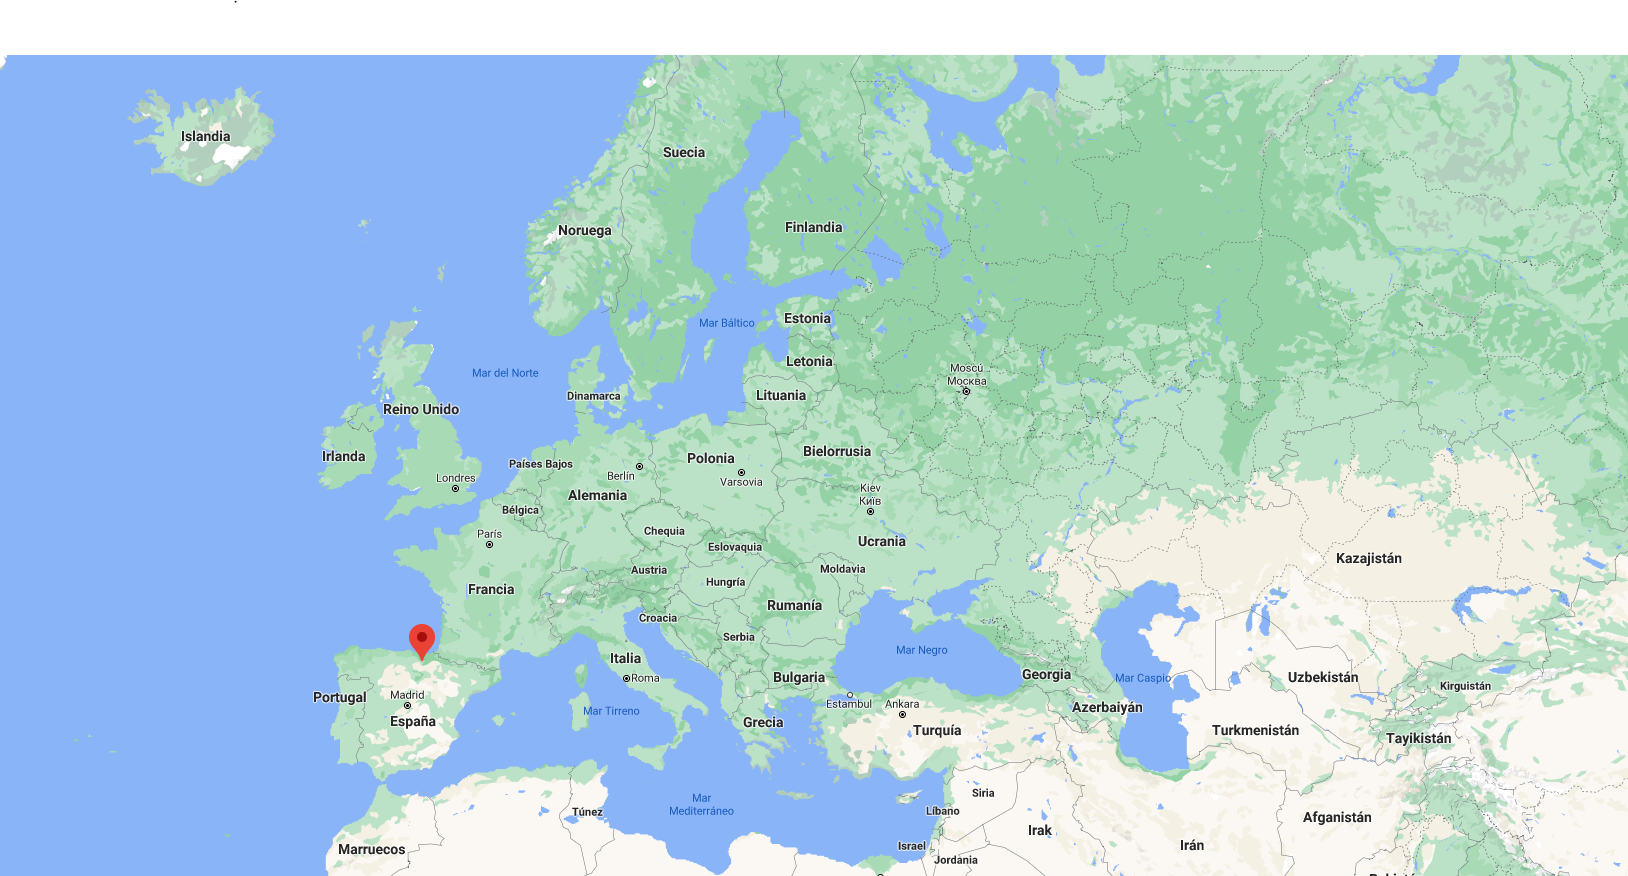 Islandia
Suecia
Noruega
Finlandia
Mar Báltico
Estonia
Letonia
Mar del Norte
Moscú
Москва
Dinamarca
Lituania
Reino Unido
Irlanda
Países Bajos
Polonia
Bielorrusia
Londres
Berlín
Varsovia
Alemania
Kiev
Київ
Bélgica
París
Chequia
Ucrania
Eslovaquia
Kazajistán
Austria
Moldavia
Hungría
Francia
Rumanía
Croacia
Serbia
Mar Negro
Italia
Roma
Bulgaria
Georgia
Mar Caspio
Uzbekistán
Kirguistán
Portugal
Madrid
España
Mar Tirreno
Estambul
Ankara
Azerbaiyán
Grecia
Turquía
Turkmenistán
Tayikistán
Siria
Mar
Mediterráneo
Túnez
Líbano
Afganistán
Irak
Marruecos
Israel
Irán
Jordania